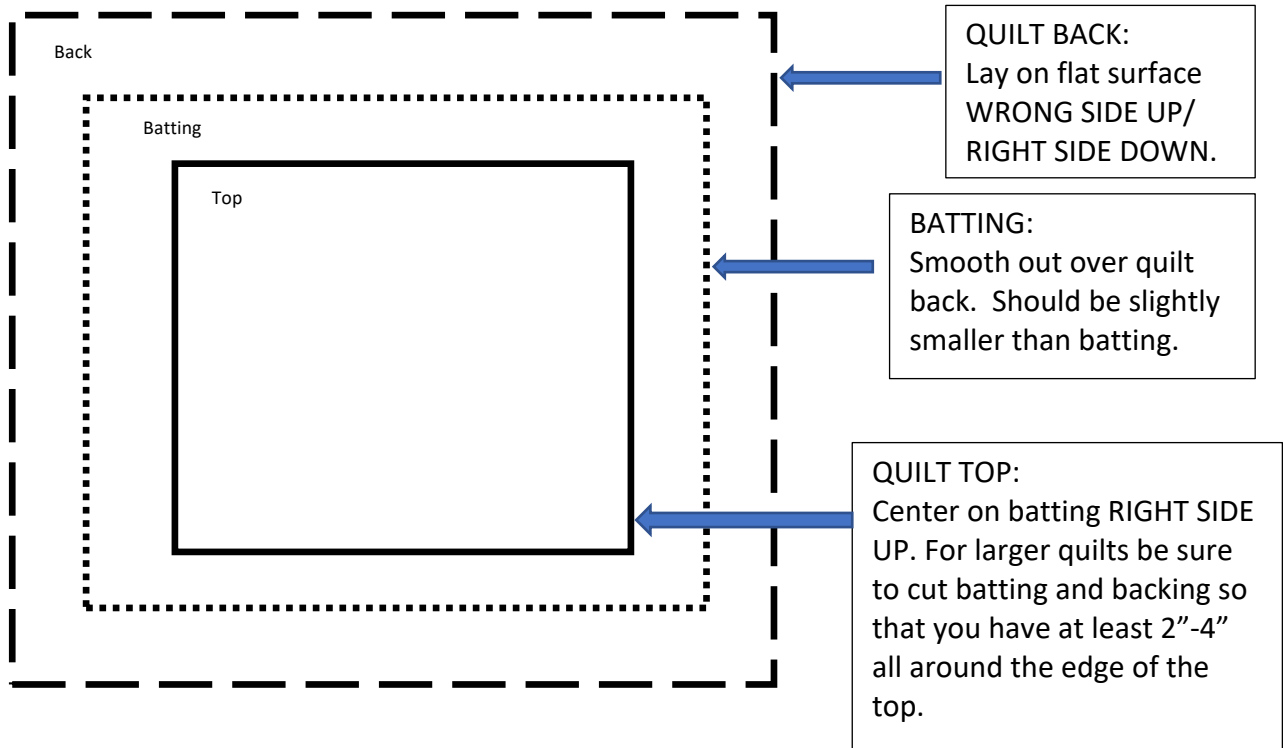 Back
Batting
Top
QUILT BACK:
Lay on flat surface
WRONG SIDE UP/
RIGHT SIDE DOWN.
BATTING:
Smooth out over quilt
back.  Should be slightly
smaller than batting.
QUILT TOP:
Center on batting RIGHT SIDE
UP. For larger quilts be sure
to cut batting and backing so
that you have at least 2”-4”
all around the edge of the
top.